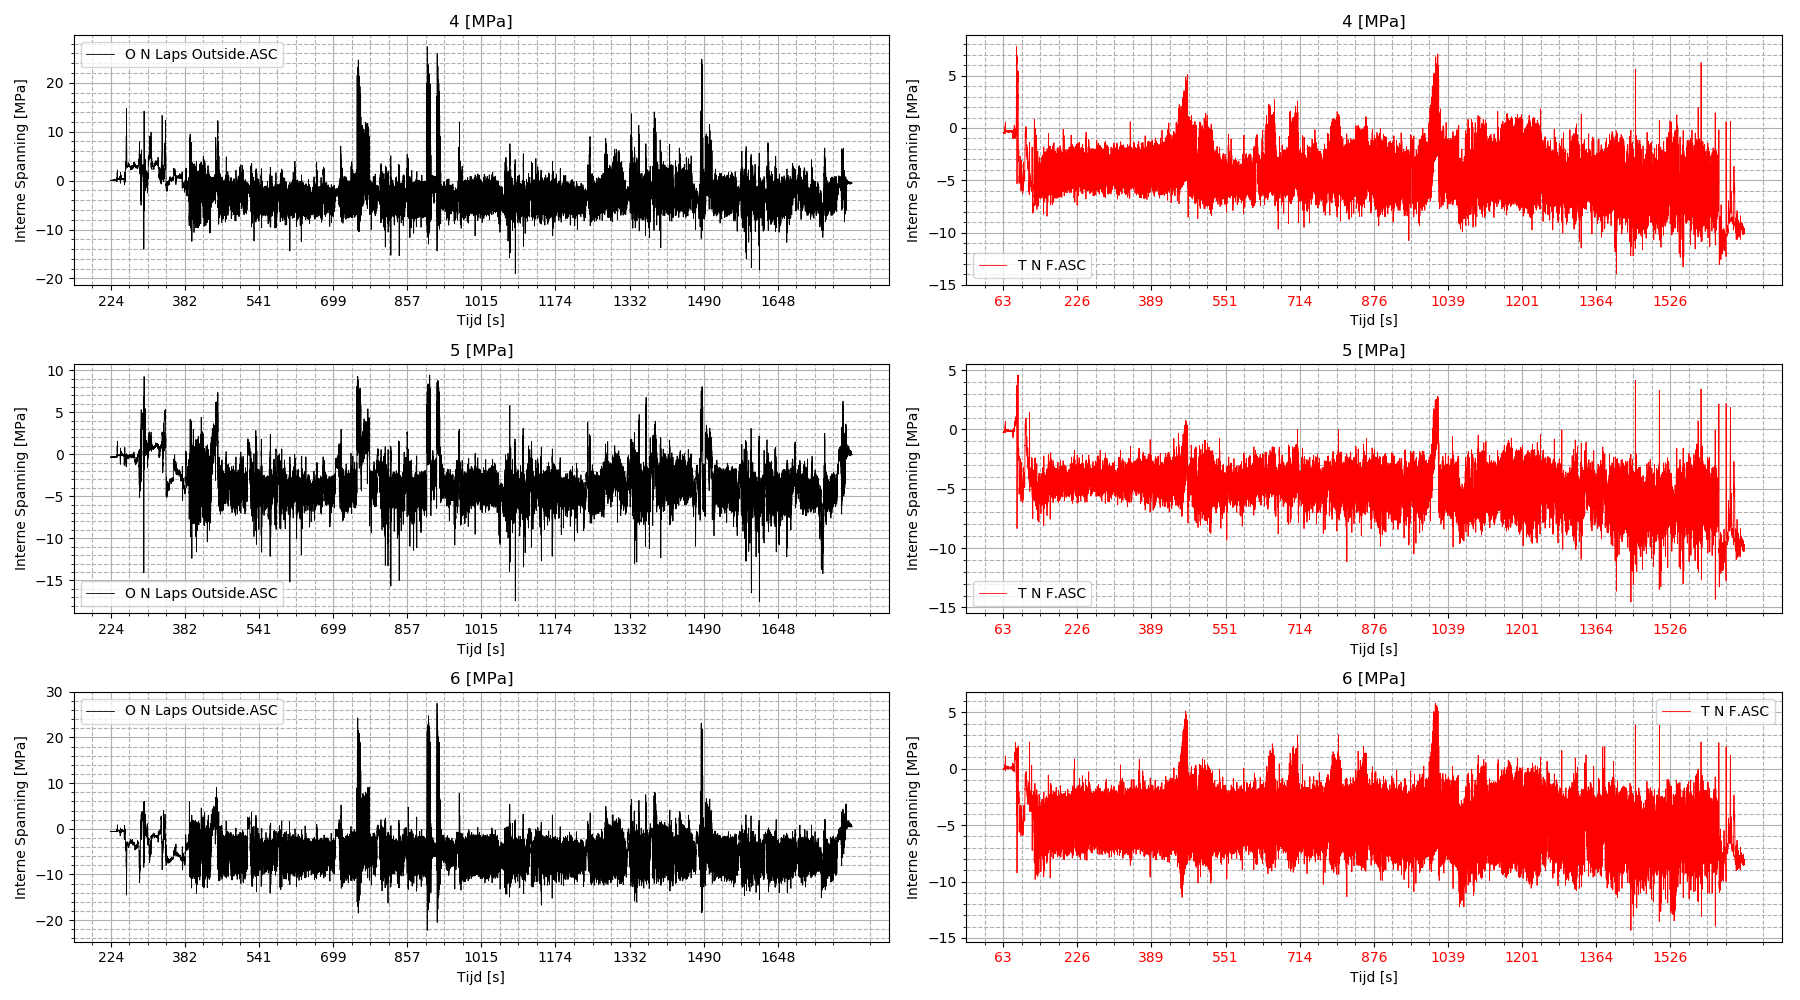 4 [MPa]
Interne Spanning [MPa]
20
10
0
−10
−20
O N Laps Outside.ASC
224 382 541 699 857 1015 1174 1332 1490 1648
Tijd [s]
4 [MPa]
Interne Spanning [MPa]
5
0
−5
−10
−15
T N F.ASC
63 226 389 551 714 876 1039 1201 1364 1526
Tijd [s]
5 [MPa]
Interne Spanning [MPa]
10
5
0
−5
−10
−15
O N Laps Outside.ASC
224 382 541 699 857 1015 1174 1332 1490 1648
Tijd [s]
5 [MPa]
Interne Spanning [MPa]
5
0
−5
−10
−15
T N F.ASC
63 226 389 551 714 876 1039 1201 1364 1526
Tijd [s]
6 [MPa]
Interne Spanning [MPa]
30
20
10
0
−10
−20
O N Laps Outside.ASC
224 382 541 699 857 1015 1174 1332 1490 1648
Tijd [s]
6 [MPa]
Interne Spanning [MPa]
5
0
−5
−10
−15
T N F.ASC
63 226 389 551 714 876 1039 1201 1364 1526
Tijd [s]